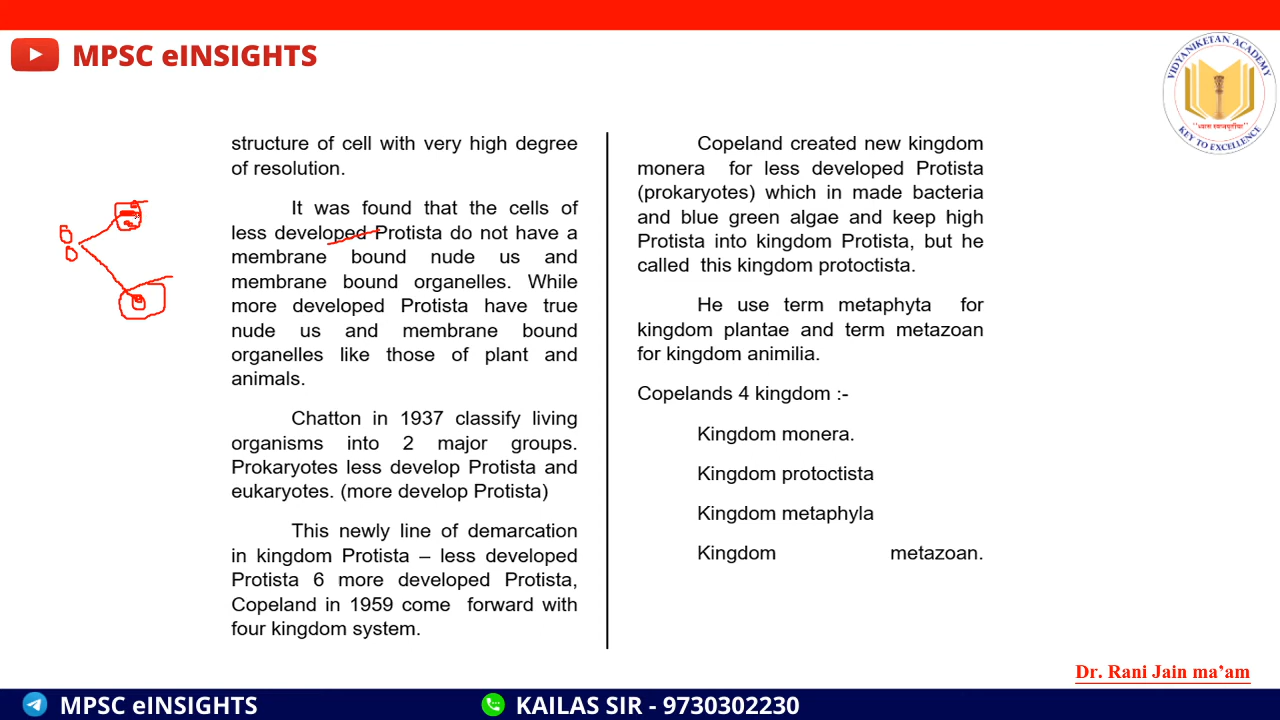 MPSC eINSIGHTS
VIDYANIKETAN ACADEMY
KEY TO EXCELLENCE
structure of cell with very high degree
of resolution.
It was found that the cells of
less developed Protista do not have a
membrane bound nude us and
membrane bound organelles. While
more developed Protista have true
nude us and membrane bound
organelles like those of plant and
animals.
Chatton in 1937 classify living
organisms into 2 major groups.
Prokaryotes less develop Protista and
eukaryotes. (more develop Protista)
This newly line of demarcation
in kingdom Protista – less developed
Protista 6 more developed Protista,
Copeland in 1959 come forward with
four kingdom system.
Copeland created new kingdom
monera for less developed Protista
(prokaryotes) which in made bacteria
and blue green algae and keep high
Protista into kingdom Protista, but he
called this kingdom protoctista.
He use term metaphyta for
kingdom plantae and term metazoan
for kingdom animilia.
Copelands 4 kingdom :-
Kingdom monera.
Kingdom protoctista
Kingdom metaphyla
Kingdom metazoan.
Dr. Rani Jain ma’am
MPSC eINSIGHTS
KAILAS SIR - 9730302230